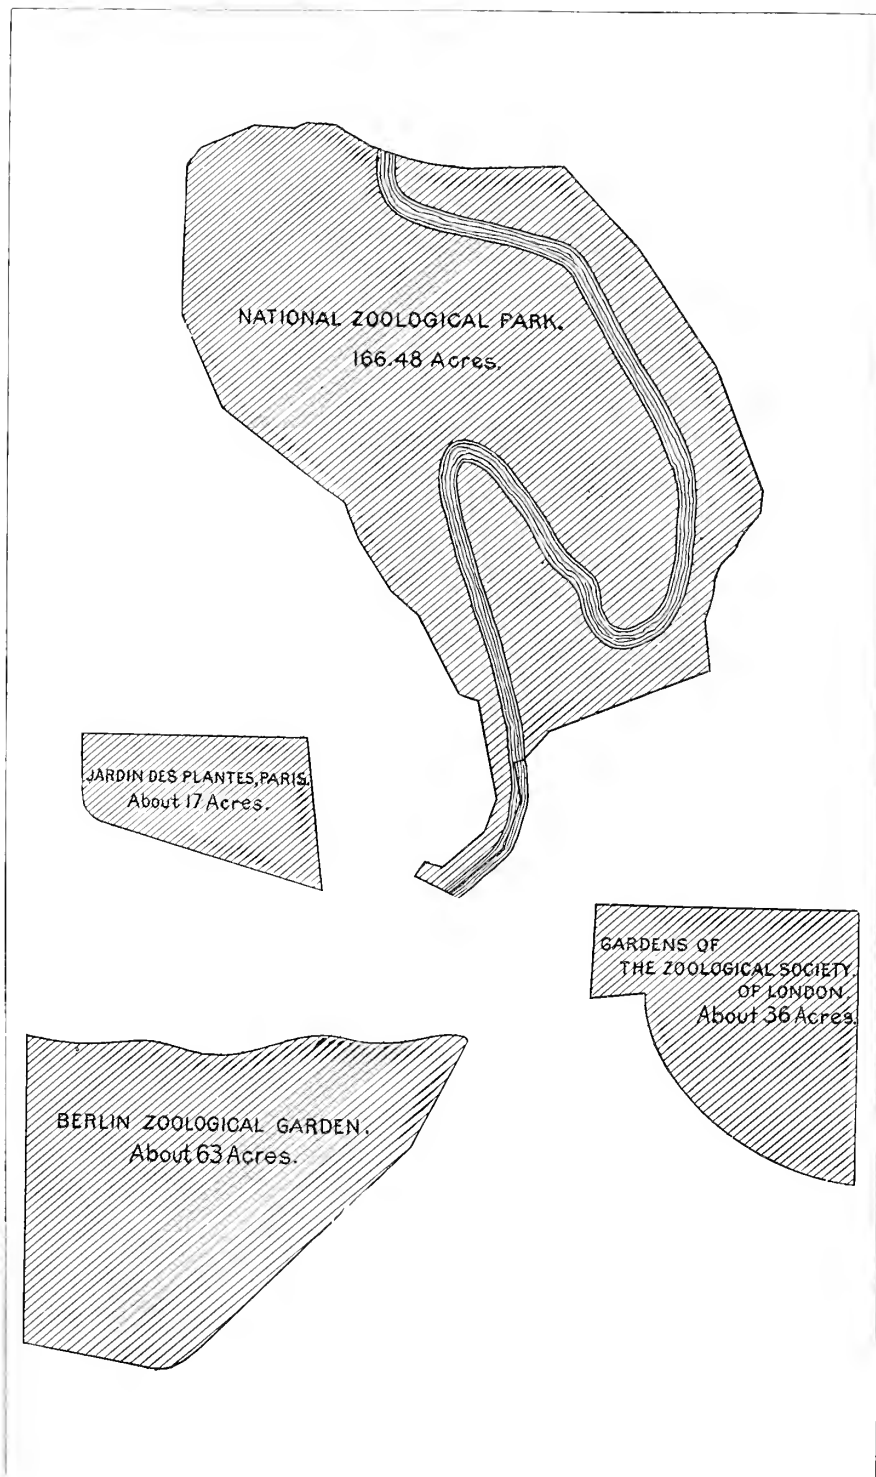 NATIONAL ZOOLOGICAL PARK.
166.48 Acres.
JARDIN DES PLANTES, PARIS.
About 17 Acres.
GARDENS OF
THE ZOOLOGICAL SOCIETY.
OF LONDON.
About 36 Acres.
BERLIN ZOOLOGICAL GARDEN.
About 63 Acres.